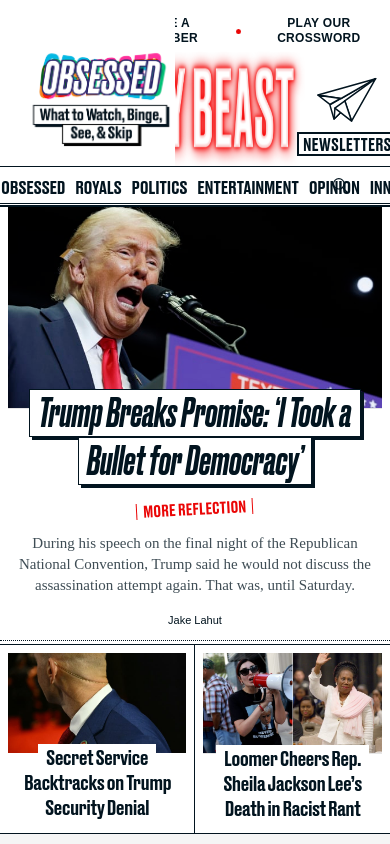 E A
BER
PLAY OUR
CROSSWORD
OBSESSED
What to Watch, Binge,
See, & Skip
Y BEAST
NEWSLETTERS
OBSESSED ROYALS POLITICS ENTERTAINMENT OPINION INN
Trump Breaks Promise: ‘I Took a
Bullet for Democracy’
MORE REFLECTION
During his speech on the final night of the Republican
National Convention, Trump said he would not discuss the
assassination attempt again. That was, until Saturday.
Jake Lahut
Secret Service
Backtracks on Trump
Security Denial
Loomer Cheers Rep.
Sheila Jackson Lee’s
Death in Racist Rant